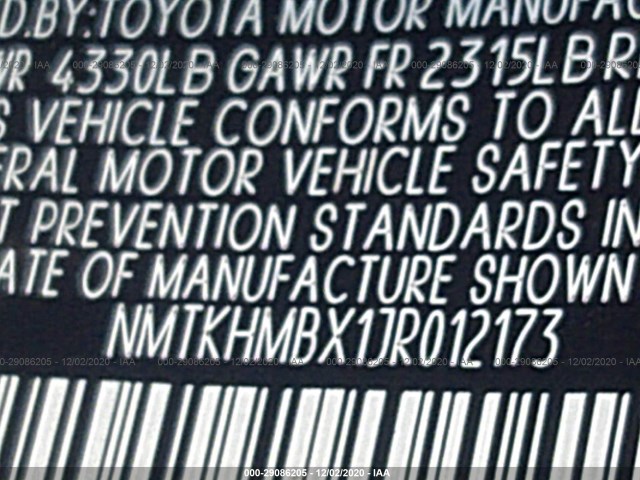 D.BY:TOYOTA MOTOR MANUFAC
WR 4330LB GAWR FR 2315LB R
S VEHICLE CONFORMS TO ALL
ERAL MOTOR VEHICLE SAFETY
T PREVENTION STANDARDS IN
ATE OF MANUFACTURE SHOWN
NMTKHMBX1JR012173
000-29086205 - 12/02/2020 - IAA